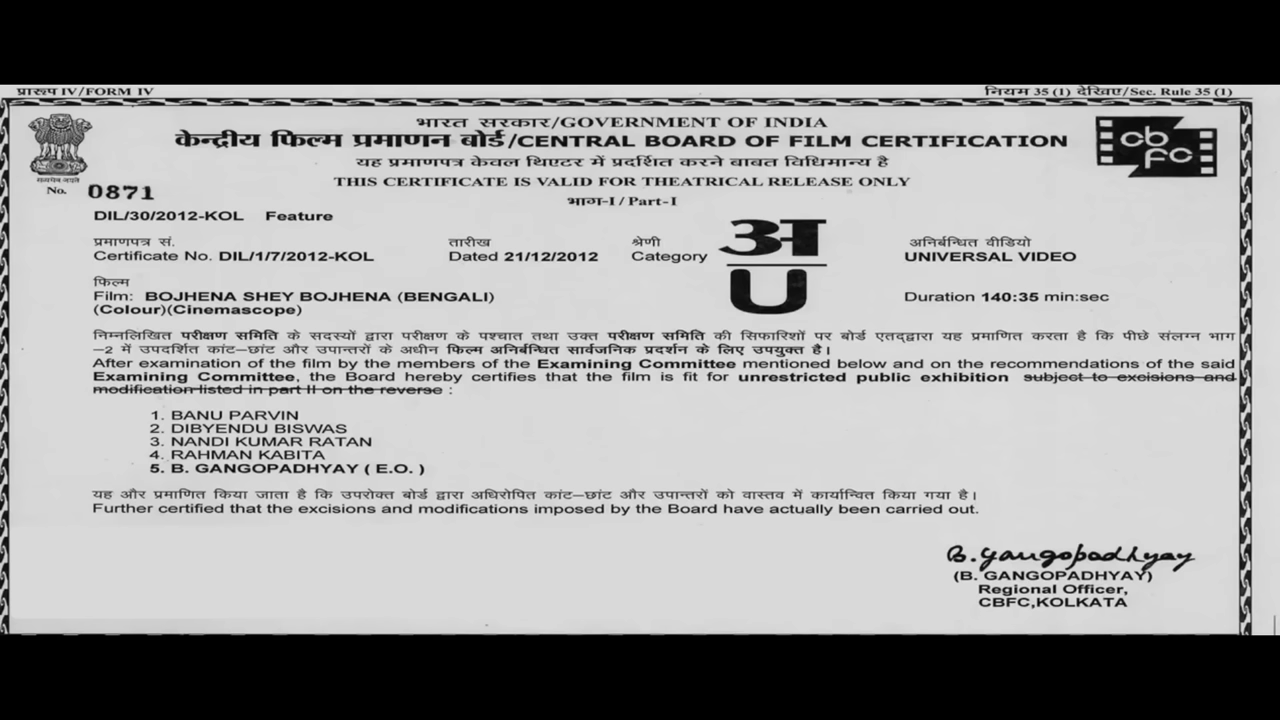 प्रारूप IV/FORM IV
नियम 35 (1) देखिए/Sec. Rule 35 (1)
भारत सरकार/GOVERNMENT OF INDIA
केन्द्रीय फिल्म प्रमाणन बोर्ड/CENTRAL BOARD OF FILM CERTIFICATION
यह प्रमाणपत्र केवल थिएटर में प्रदर्शित करने बाबत विधिमान्य है
THIS CERTIFICATE IS VALID FOR THEATRICAL RELEASE ONLY
भाग-I / Part-I
cb
fc
सत्यमेव जयते
No. 0871
DIL/30/2012-KOL Feature
प्रमाणपत्र सं. तारीख श्रेणी अ अनिर्बन्धित वीडियो
Certificate No. DIL/1/7/2012-KOL Dated 21/12/2012 Category U UNIVERSAL VIDEO
फिल्म
Film: BOJHENA SHEY BOJHENA (BENGALI) Duration 140:35 min:sec
(Colour)(Cinemascope)
निम्नलिखित परीक्षण समिति के सदस्यों द्वारा परीक्षण के पश्चात तथा उक्त परीक्षण समिति की सिफारिशों पर बोर्ड एतद्द्वारा यह प्रमाणित करता है कि पीछे संलग्न भाग
–2 में उपदर्शित कांट–छांट और उपान्तरों के अधीन फिल्म अनिर्बन्धित सार्वजनिक प्रदर्शन के लिए उपयुक्त है।
After examination of the film by the members of the Examining Committee mentioned below and on the recommendations of the said
Examining Committee, the Board hereby certifies that the film is fit for unrestricted public exhibition subject to excisions and
modification listed in part II on the reverse :
1. BANU PARVIN
2. DIBYENDU BISWAS
3. NANDI KUMAR RATAN
4. RAHMAN KABITA
5. B. GANGOPADHYAY ( E.O. )
यह और प्रमाणित किया जाता है कि उपरोक्त बोर्ड द्वारा अधिरोपित कांट–छांट और उपान्तरों को वास्तव में कार्यान्वित किया गया है।
Further certified that the excisions and modifications imposed by the Board have actually been carried out.
B. Gangopadhyay
(B. GANGOPADHYAY)
Regional Officer,
CBFC,KOLKATA